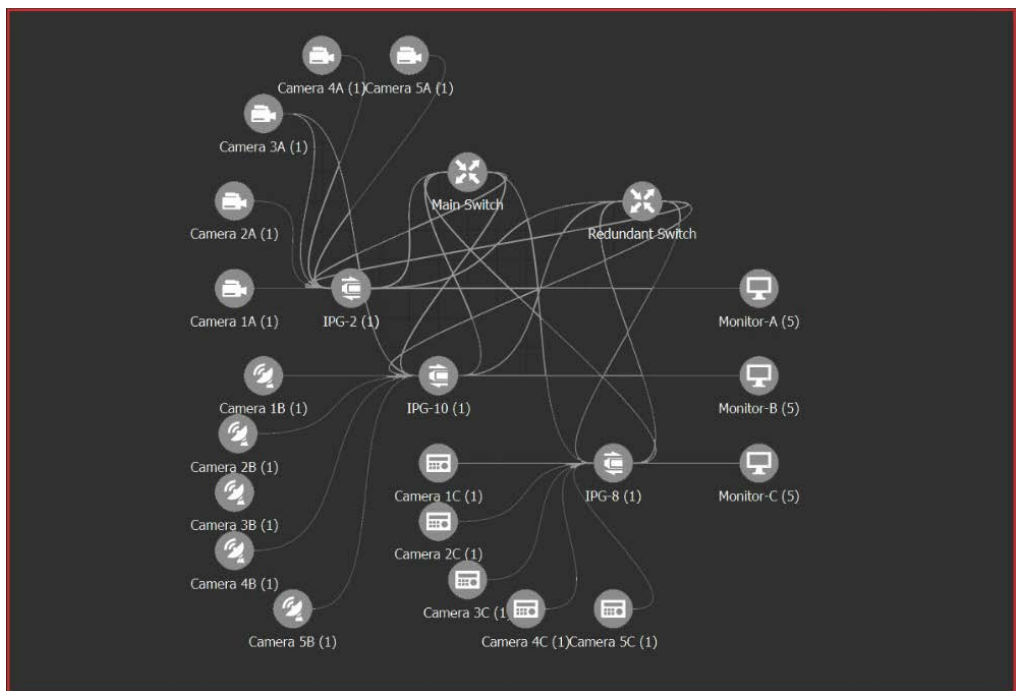 Camera 4A (1)
Camera 5A (1)
Camera 3A (1)
Main Switch
Camera 2A (1)
Redundant Switch
Camera 1A (1)
IPG-2 (1)
Monitor-A (5)
Camera 1B (1)
IPG-10 (1)
Monitor-B (5)
Camera 2B (1)
Camera 1C (1)
IPG-8 (1)
Monitor-C (5)
Camera 3B (1)
Camera 2C (1)
Camera 4B (1)
Camera 3C (1)
Camera 5B (1)
Camera 4C (1)
Camera 5C (1)